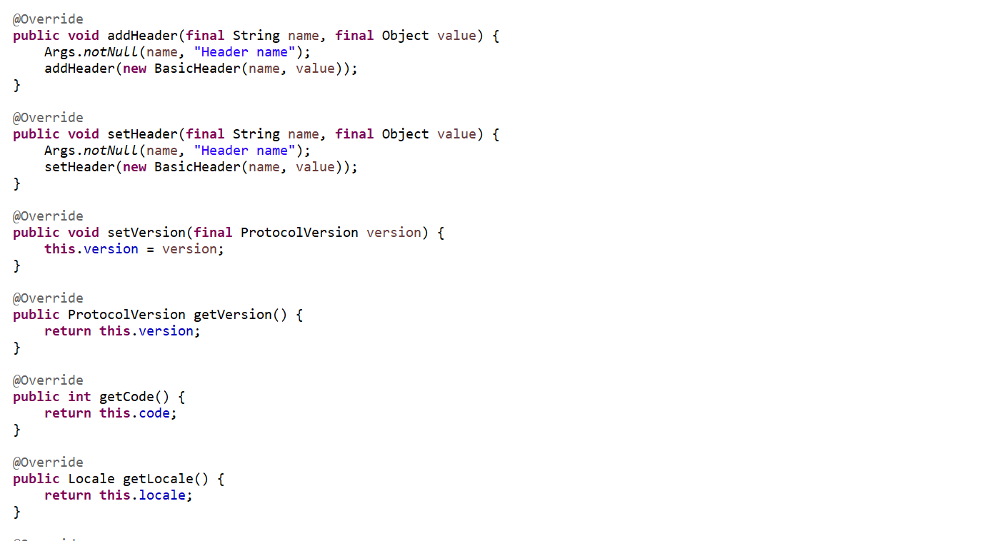 @Override
public void addHeader(final String name, final Object value) {
    Args.notNull(name, "Header name");
    addHeader(new BasicHeader(name, value));
}
@Override
public void setHeader(final String name, final Object value) {
    Args.notNull(name, "Header name");
    setHeader(new BasicHeader(name, value));
}
@Override
public void setVersion(final ProtocolVersion version) {
    this.version = version;
}
@Override
public ProtocolVersion getVersion() {
    return this.version;
}
@Override
public int getCode() {
    return this.code;
}
@Override
public Locale getLocale() {
    return this.locale;
}